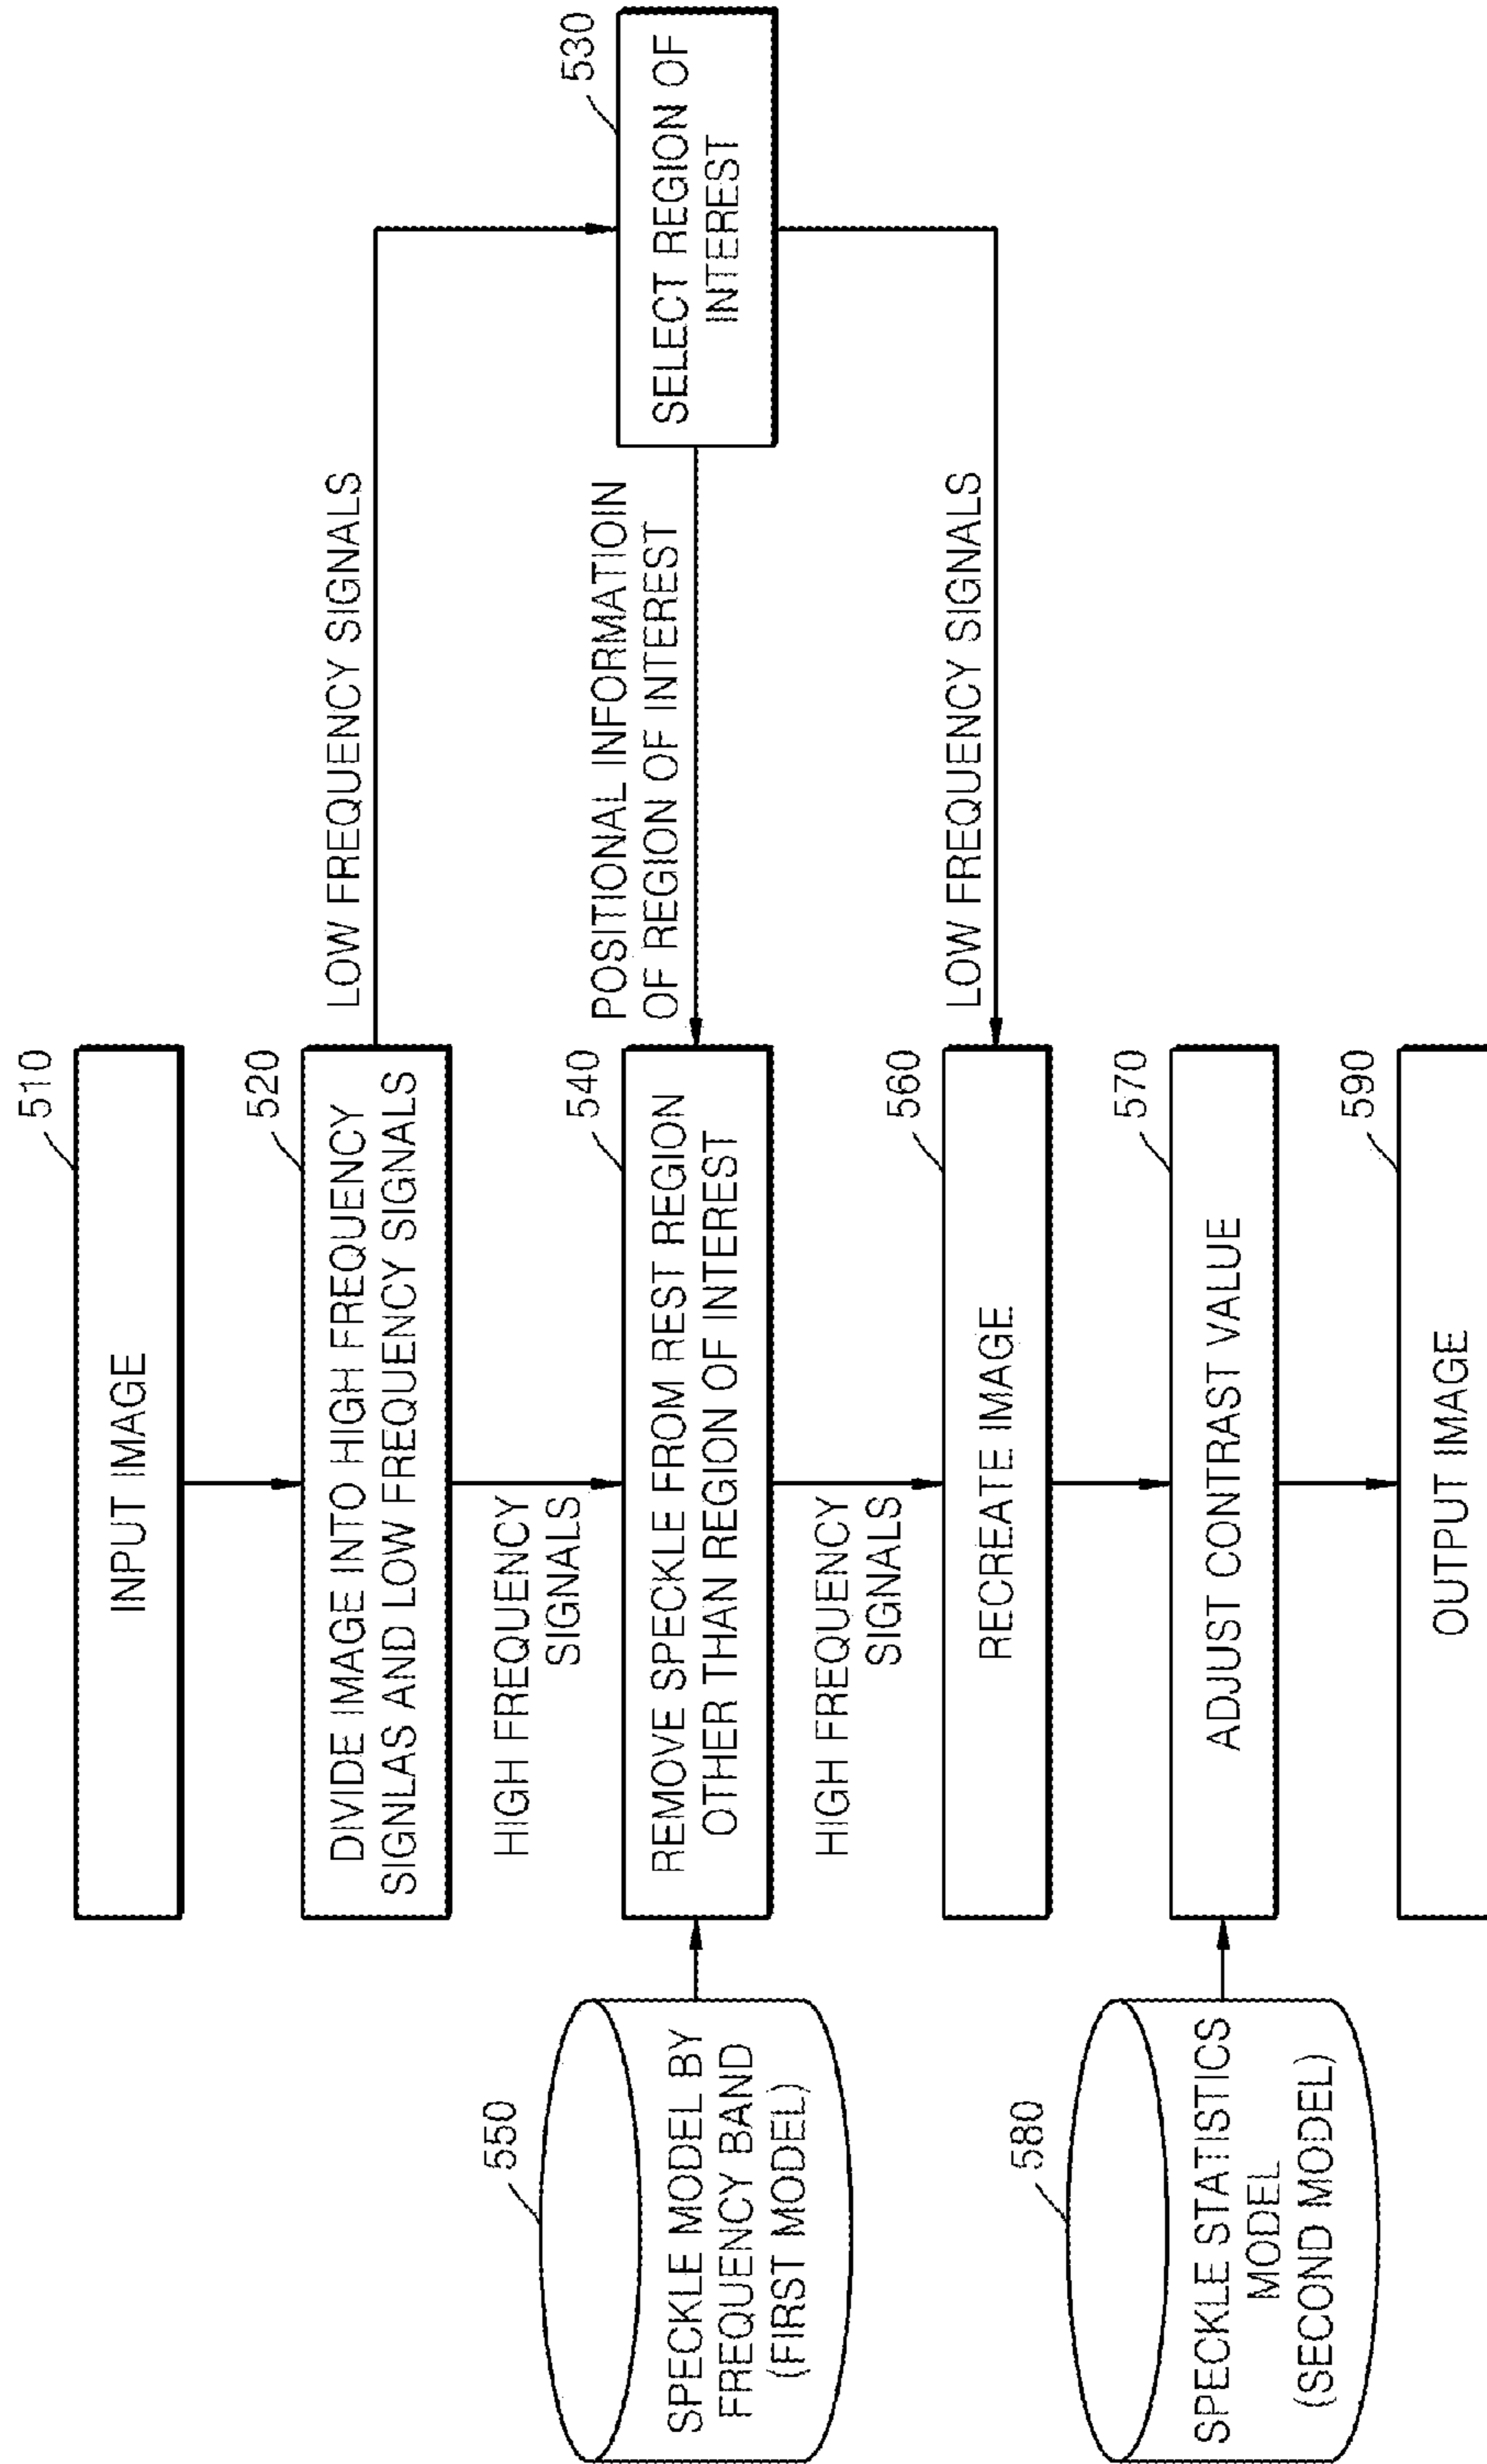 510
INPUT IMAGE
520
DIVIDE IMAGE INTO HIGH FREQUENCY
SIGNLAS AND LOW FREQUENCY SIGNALS
LOW FREQUENCY SIGNALS
530
SELECT REGION OF
INTEREST
HIGH FREQUENCY
SIGNALS
POSITIONAL INFORMATIOIN
OF REGION OF INTEREST
540
REMOVE SPECKLE FROM REST REGION
OTHER THAN REGION OF INTEREST
550
SPECKLE MODEL BY
FREQUENCY BAND
(FIRST MODEL)
HIGH FREQUENCY
SIGNALS
LOW FREQUENCY SIGNALS
560
RECREATE IMAGE
570
ADJUST CONTRAST VALUE
580
SPECKLE STATISTICS
MODEL
(SECOND MODEL)
590
OUTPUT IMAGE